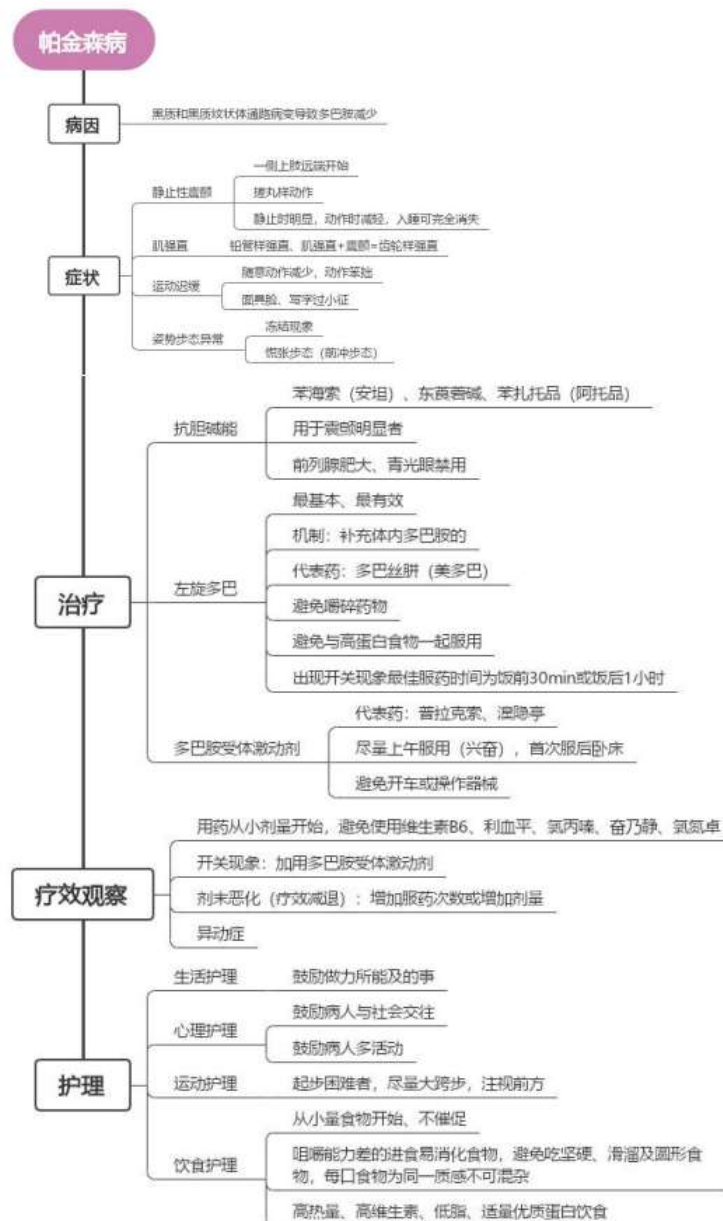 帕金森病
病因
黑质和黑质纹状体通路病变导致多巴胺减少
症状
静止性震颤
一侧上肢远端开始
搓丸样动作
静止时明显，动作时减轻，入睡可完全消失
肌强直
铅管样强直、肌强直+震颤=齿轮样强直
运动迟缓
随意动作减少，动作笨拙
面具脸、写字过小征
姿势步态异常
冻结现象
慌张步态（前冲步态）
治疗
抗胆碱能
苯海索（安坦）、东莨菪碱、苯扎托品（阿托品）
用于震颤明显者
前列腺肥大、青光眼禁用
左旋多巴
最基本、最有效
机制：补充体内多巴胺的
代表药：多巴丝肼（美多巴）
避免嚼碎药物
避免与高蛋白食物一起服用
出现开关现象最佳服药时间为饭前30min或饭后1小时
多巴胺受体激动剂
代表药：普拉克索、溴隐亭
尽量上午服用（兴奋），首次服后卧床
避免开车或操作器械
疗效观察
用药从小剂量开始，避免使用维生素B6、利血平、氯丙嗪、奋乃静、氯氮卓
开关现象：加用多巴胺受体激动剂
剂末恶化（疗效减退）：增加服药次数或增加剂量
异动症
护理
生活护理
鼓励做力所能及的事
心理护理
鼓励病人与社会交往
鼓励病人多活动
运动护理
起步困难者，尽量大跨步，注视前方
饮食护理
从小量食物开始、不催促
咀嚼能力差的进食易消化食物，避免吃坚硬、滑溜及圆形食
物，每口食物为同一质感不可混杂
高热量、高维生素、低脂、适量优质蛋白饮食